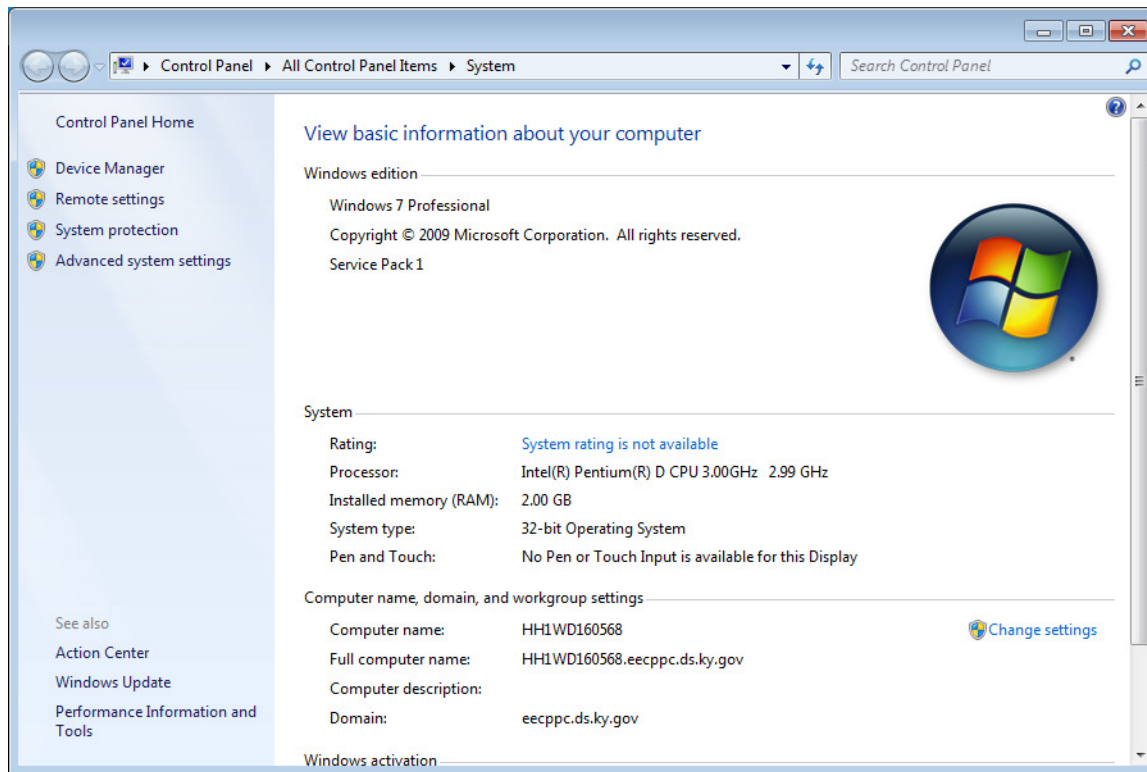 Control Panel All Control Panel Items System
Search Control Panel
Control Panel Home
Device Manager
Remote settings
System protection
Advanced system settings
See also
Action Center
Windows Update
Performance Information and
Tools
View basic information about your computer
Windows edition
Windows 7 Professional
Copyright © 2009 Microsoft Corporation. All rights reserved.
Service Pack 1
System
Rating: System rating is not available
Processor: Intel(R) Pentium(R) D CPU 3.00GHz 2.99 GHz
Installed memory (RAM): 2.00 GB
System type: 32-bit Operating System
Pen and Touch: No Pen or Touch Input is available for this Display
Computer name, domain, and workgroup settings
Computer name: HH1WD160568
Change settings
Full computer name: HH1WD160568.eecppc.ds.ky.gov
Computer description:
Domain: eecppc.ds.ky.gov
Windows activation